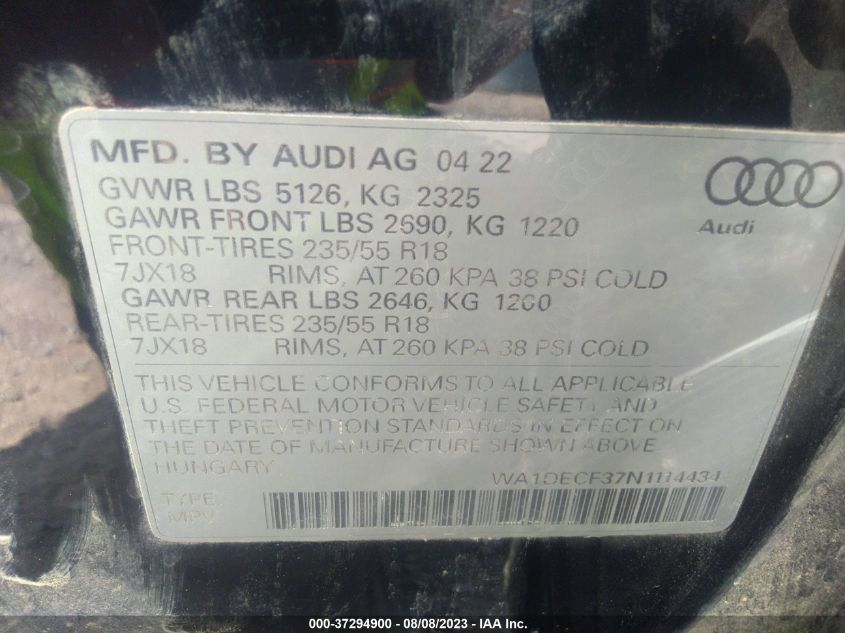 MFD. BY AUDI AG 04 22
GVWR LBS 5126, KG 2325
GAWR FRONT LBS 2690, KG 1220
FRONT-TIRES 235/55 R18
7JX18 RIMS, AT 260 KPA 38 PSI COLD
GAWR REAR LBS 2646, KG 1200
REAR-TIRES 235/55 R18
7JX18 RIMS, AT 260 KPA 38 PSI COLD
Audi
THIS VEHICLE CONFORMS TO ALL APPLICABLE
U.S. FEDERAL MOTOR VEHICLE SAFETY AND
THEFT PREVENTION STANDARDS IN EFFECT ON
THE DATE OF MANUFACTURE SHOWN ABOVE
HUNGARY
WA1DECF37N1114434
TYPE:
MPV
000-37294900 - 08/08/2023 - IAA Inc.